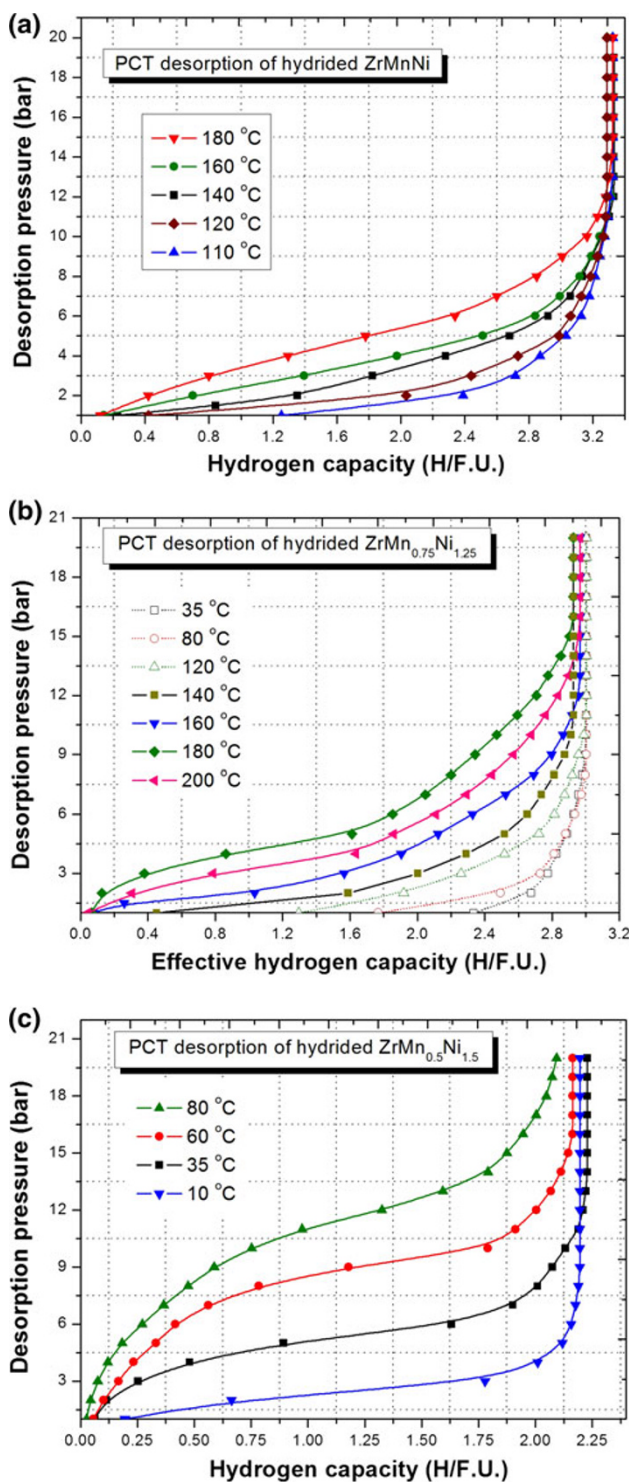 (a)
20
18
16
14
12
10
8
6
4
2
Desorption pressure (bar)
PCT desorption of hydrided ZrMnNi
180 °C
160 °C
140 °C
120 °C
110 °C
0.0 0.4 0.8 1.2 1.6 2.0 2.4 2.8 3.2
Hydrogen capacity (H/F.U.)
(b)
21
18
15
12
9
6
3
Desorption pressure (bar)
PCT desorption of hydrided ZrMn0.75Ni1.25
35 °C
80 °C
120 °C
140 °C
160 °C
180 °C
200 °C
0.0 0.4 0.8 1.2 1.6 2.0 2.4 2.8 3.2
Effective hydrogen capacity (H/F.U.)
(c)
21
18
15
12
9
6
3
Desorption pressure (bar)
PCT desorption of hydrided ZrMn0.5Ni1.5
80 °C
60 °C
35 °C
10 °C
0.00 0.25 0.50 0.75 1.00 1.25 1.50 1.75 2.00 2.25
Hydrogen capacity (H/F.U.)